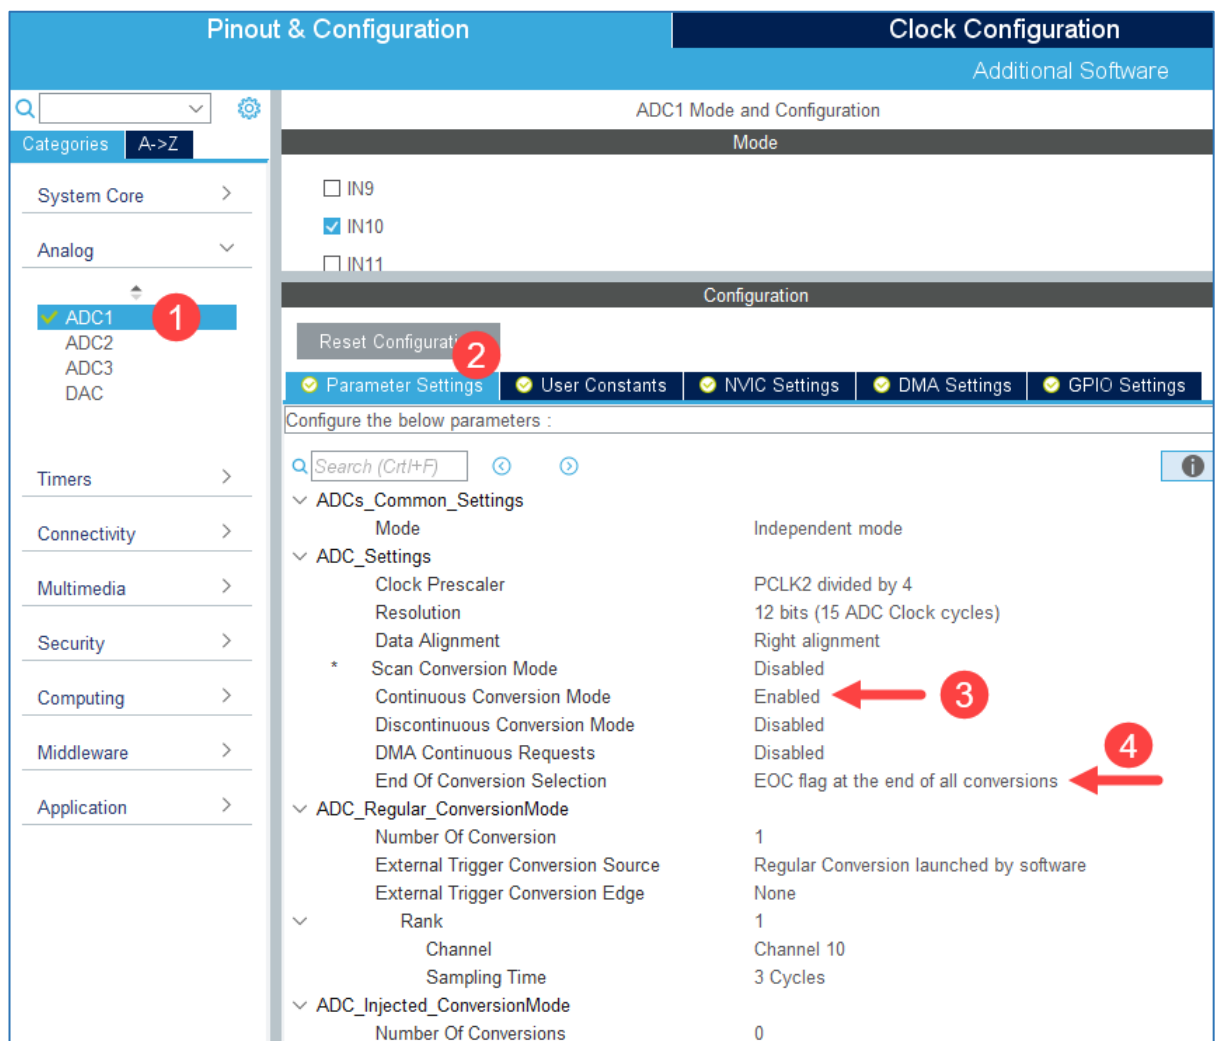 Pinout & Configuration
Clock Configuration
Additional Software
Categories
A->Z
System Core
Analog
ADC1
1
ADC2
ADC3
DAC
Timers
Connectivity
Multimedia
Security
Computing
Middleware
Application
ADC1 Mode and Configuration
Mode
IN9
IN10
IN11
Configuration
Reset Configurati
2
Parameter Settings
User Constants
NVIC Settings
DMA Settings
GPIO Settings
Configure the below parameters :
Search (Crtl+F)
ADCs_Common_Settings
Mode Independent mode
ADC_Settings
Clock Prescaler PCLK2 divided by 4
Resolution 12 bits (15 ADC Clock cycles)
Data Alignment Right alignment
* Scan Conversion Mode Disabled
Continuous Conversion Mode Enabled 3
Discontinuous Conversion Mode Disabled
DMA Continuous Requests Disabled
4
End Of Conversion Selection EOC flag at the end of all conversions
ADC_Regular_ConversionMode
Number Of Conversion 1
External Trigger Conversion Source Regular Conversion launched by software
External Trigger Conversion Edge None
Rank 1
Channel Channel 10
Sampling Time 3 Cycles
ADC_Injected_ConversionMode
Number Of Conversions 0